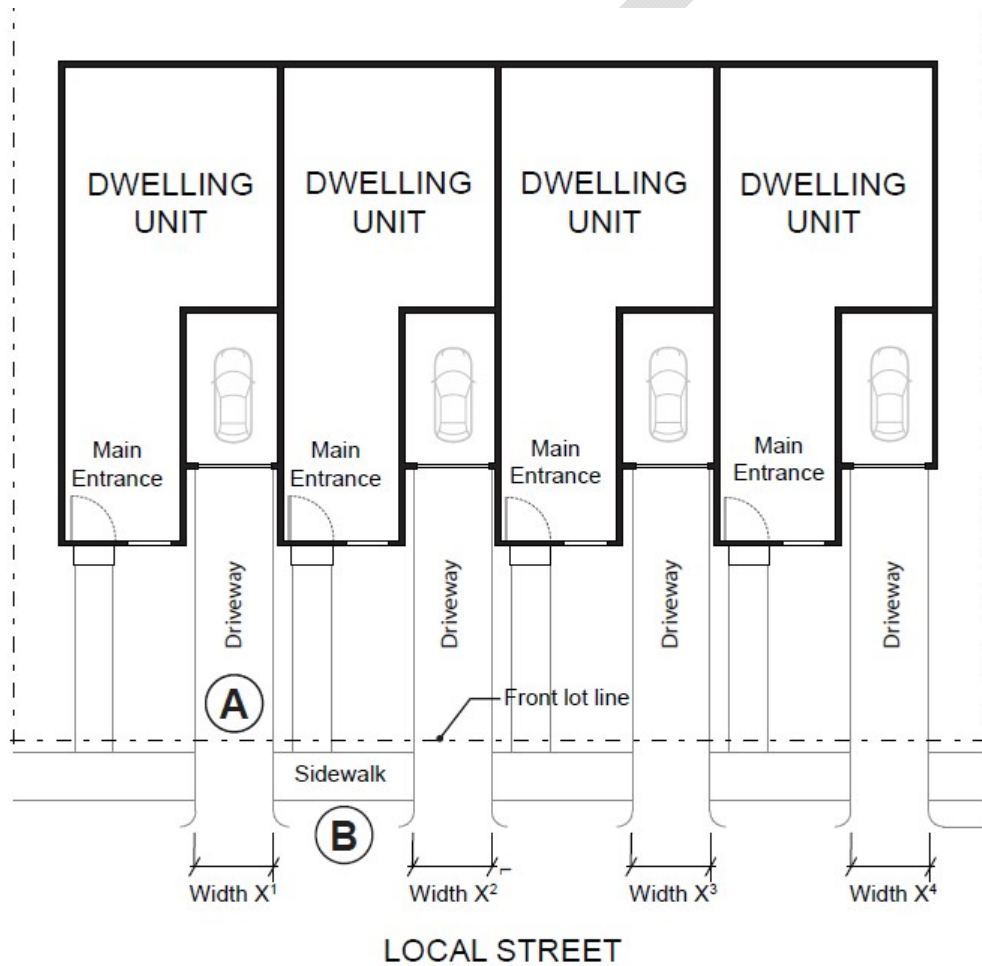 DWELLING
UNIT
DWELLING
UNIT
DWELLING
UNIT
DWELLING
UNIT
Main
Entrance
Main
Entrance
Main
Entrance
Main
Entrance
Driveway
Driveway
Driveway
Driveway
A
Front lot line
Sidewalk
B
Width X¹
Width X²
Width X³
Width X⁴
LOCAL STREET